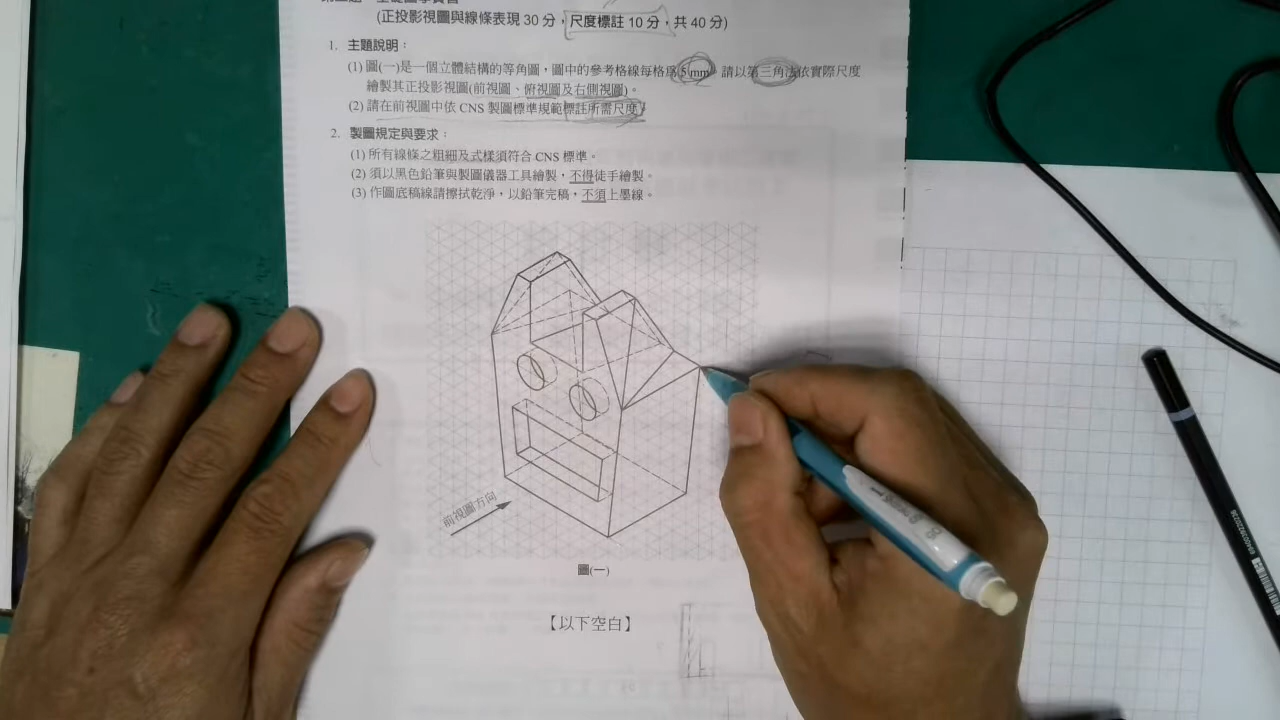 (正投影視圖與線條表現 30 分，尺度標註 10 分，共 40 分)
1. 主題說明：
(1) 圖(一)是一個立體結構的等角圖，圖中的參考格線每格為 5 mm，請以第三角法依實際尺度
繪製其正投影視圖(前視圖、俯視圖及右側視圖)。
(2) 請在前視圖中依 CNS 製圖標準規範標註所需尺度。
2. 製圖規定與要求：
(1) 所有線條之粗細及式樣須符合 CNS 標準。
(2) 須以黑色鉛筆與製圖儀器工具繪製，不得徒手繪製。
(3) 作圖底稿線請擦拭乾淨，以鉛筆完稿，不須上墨線。
前視圖方向
圖(一)
【以下空白】